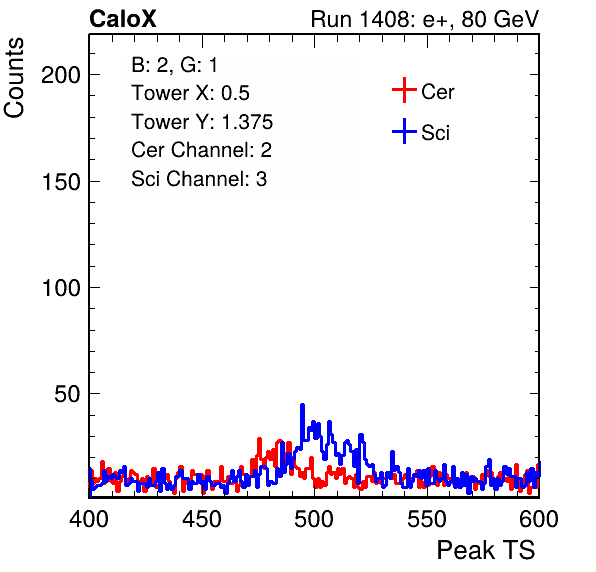 CaloX
Run 1408: e+, 80 GeV
Counts
B: 2, G: 1
Tower X: 0.5
Tower Y: 1.375
Cer Channel: 2
Sci Channel: 3
Cer
Sci
200
150
100
50
400
450
500
550
600
Peak TS